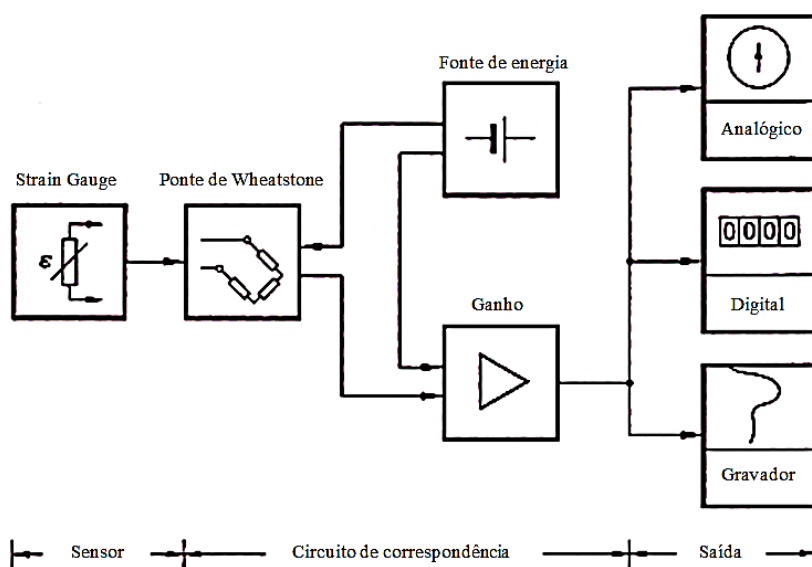 Fonte de energia
Strain Gauge
Ponte de Wheatstone
ε
Analógico
0000
Digital
Ganho
Gravador
Sensor
Circuito de correspondência
Saída